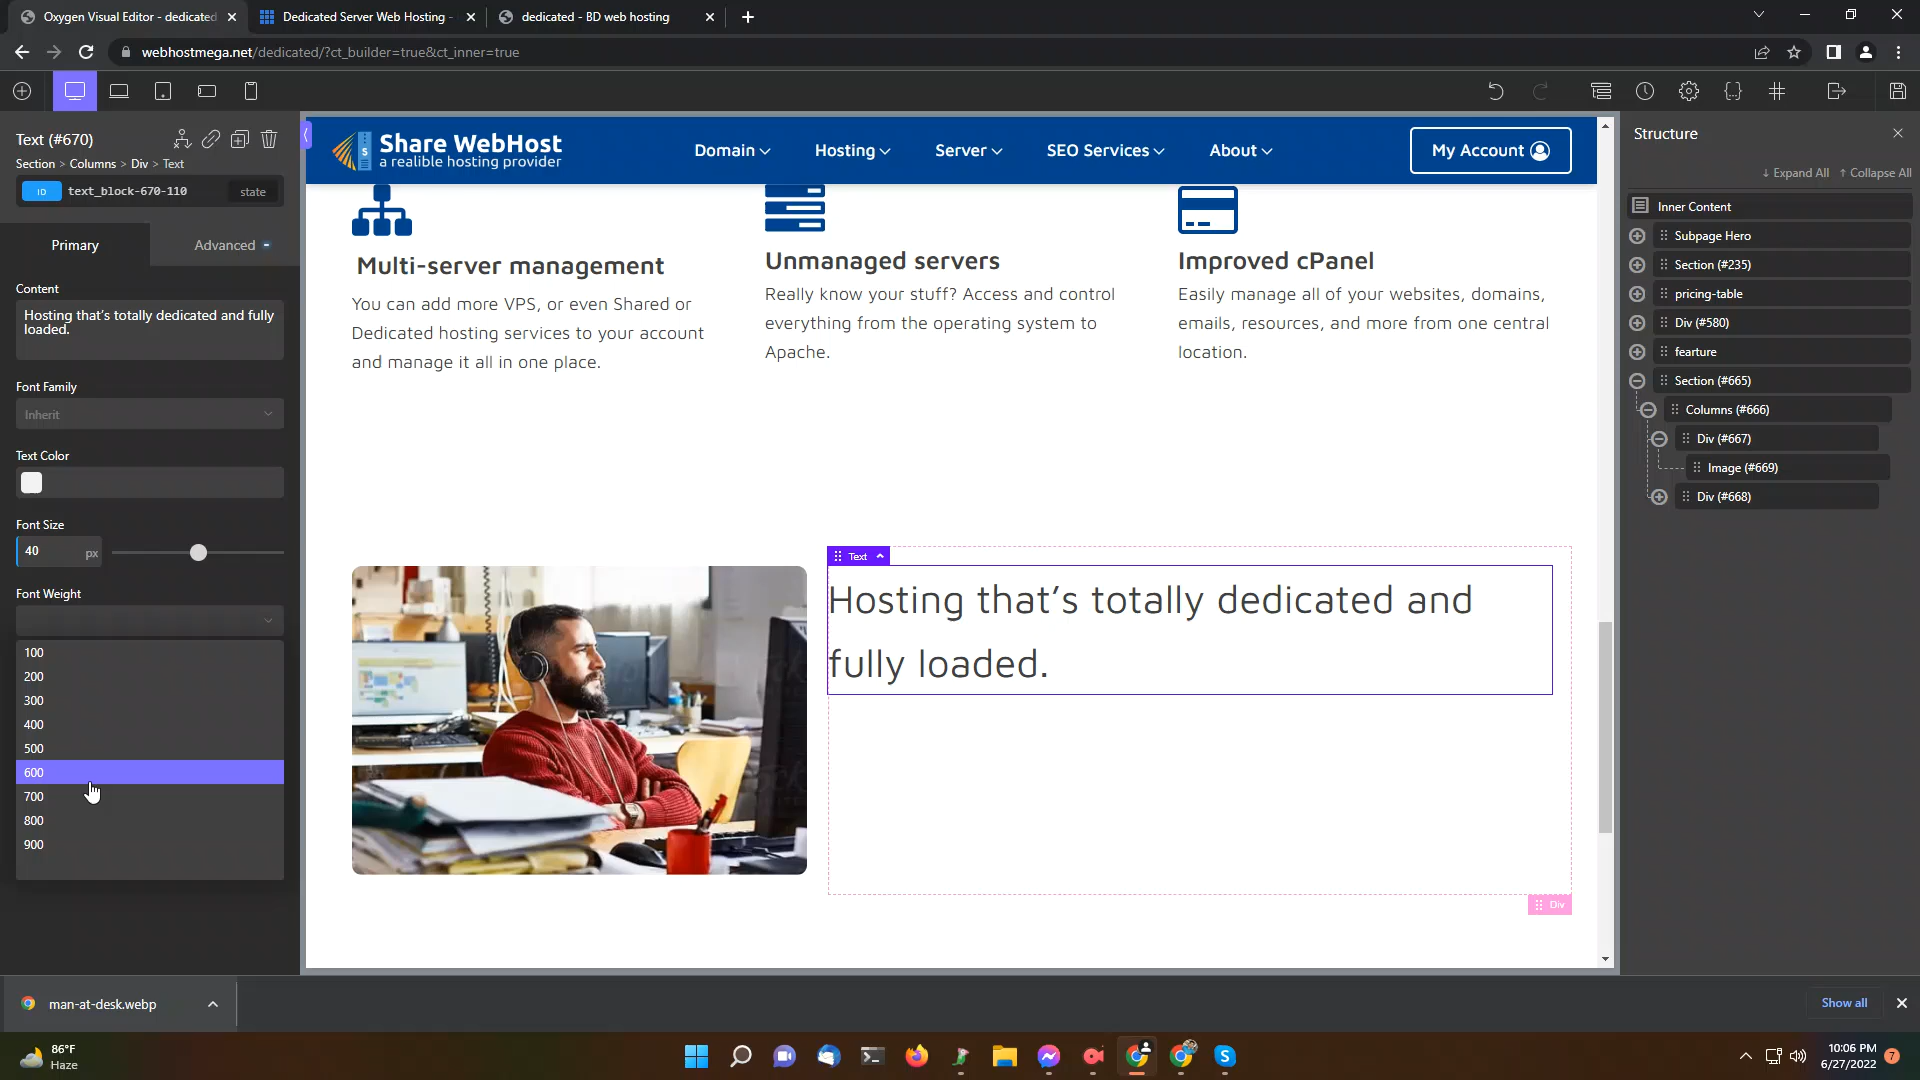 Oxygen Visual Editor - dedicated
Dedicated Server Web Hosting -
dedicated - BD web hosting
webhostmega.net/dedicated/?ct_builder=true&ct_inner=true
Text (#670)
Section > Columns > Div > Text
ID text_block-670-110 state
Primary
Advanced
Content
Hosting that's totally dedicated and fully
loaded.
Font Family
Inherit
Text Color
Font Size
40 px
Font Weight
100
200
300
400
500
600
700
800
900
Share WebHost
a realible hosting provider
Domain
Hosting
Server
SEO Services
About
My Account
Multi-server management
You can add more VPS, or even Shared or
Dedicated hosting services to your account
and manage it all in one place.
Unmanaged servers
Really know your stuff? Access and control
everything from the operating system to
Apache.
Improved cPanel
Easily manage all of your websites, domains,
emails, resources, and more from one central
location.
Text
Hosting that's totally dedicated and
fully loaded.
Div
Structure
Expand All Collapse All
Inner Content
Subpage Hero
Section (#235)
pricing-table
Div (#580)
fearture
Section (#665)
Columns (#666)
Div (#667)
Image (#669)
Div (#668)
man-at-desk.webp
Show all
86°F
Haze
10:06 PM
6/27/2022
7